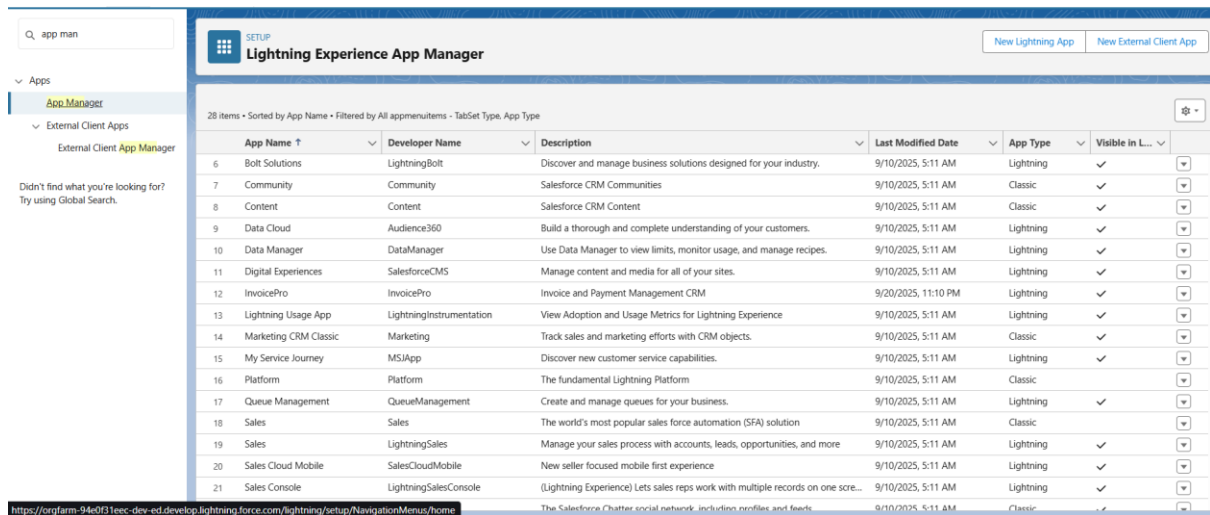 app man
SETUP
Lightning Experience App Manager
New Lightning App
New External Client App
Apps
App Manager
External Client Apps
External Client App Manager
Didn't find what you're looking for?
Try using Global Search.
28 items • Sorted by App Name • Filtered by All appmenuitems - TabSet Type, App Type
App Name ↑ Developer Name Description Last Modified Date App Type Visible in L...
6 Bolt Solutions LightningBolt Discover and manage business solutions designed for your industry. 9/10/2025, 5:11 AM Lightning
7 Community Community Salesforce CRM Communities 9/10/2025, 5:11 AM Classic
8 Content Content Salesforce CRM Content 9/10/2025, 5:11 AM Classic
9 Data Cloud Audience360 Build a thorough and complete understanding of your customers. 9/10/2025, 5:11 AM Lightning
10 Data Manager DataManager Use Data Manager to view limits, monitor usage, and manage recipes. 9/10/2025, 5:11 AM Lightning
11 Digital Experiences SalesforceCMS Manage content and media for all of your sites. 9/10/2025, 5:11 AM Lightning
12 InvoicePro InvoicePro Invoice and Payment Management CRM 9/20/2025, 11:10 PM Lightning
13 Lightning Usage App LightningInstrumentation View Adoption and Usage Metrics for Lightning Experience 9/10/2025, 5:11 AM Lightning
14 Marketing CRM Classic Marketing Track sales and marketing efforts with CRM objects. 9/10/2025, 5:11 AM Classic
15 My Service Journey MSJApp Discover new customer service capabilities. 9/10/2025, 5:11 AM Lightning
16 Platform Platform The fundamental Lightning Platform 9/10/2025, 5:11 AM Classic
17 Queue Management QueueManagement Create and manage queues for your business. 9/10/2025, 5:11 AM Lightning
18 Sales Sales The world's most popular sales force automation (SFA) solution 9/10/2025, 5:11 AM Classic
19 Sales LightningSales Manage your sales process with accounts, leads, opportunities, and more 9/10/2025, 5:11 AM Lightning
20 Sales Cloud Mobile SalesCloudMobile New seller focused mobile first experience 9/10/2025, 5:11 AM Lightning
21 Sales Console LightningSalesConsole (Lightning Experience) Lets sales reps work with multiple records on one scre... 9/10/2025, 5:11 AM Lightning
The Salesforce Chatter social network, including profiles and feeds 9/10/2025, 5:11 AM Classic
https://orgfarm-94e0f31eec-dev-ed.develop.lightning.force.com/lightning/setup/NavigationMenus/home